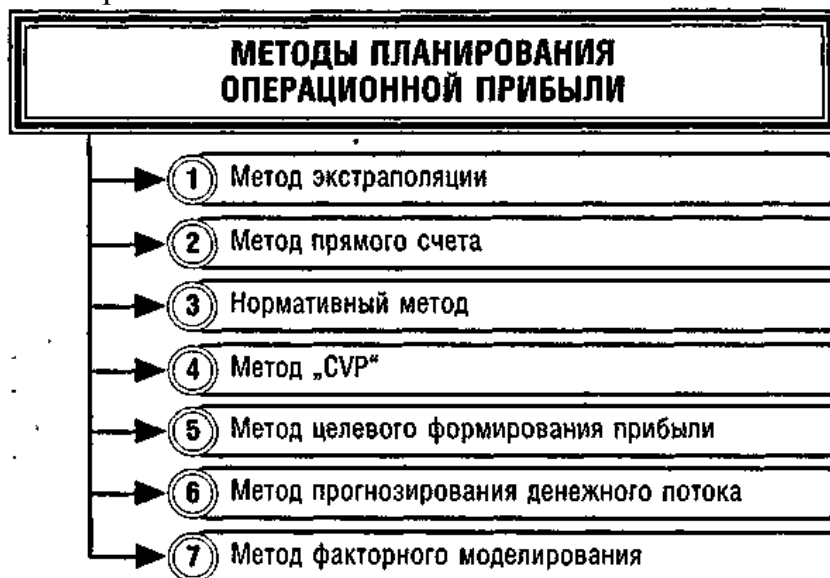 МЕТОДЫ ПЛАНИРОВАНИЯ
ОПЕРАЦИОННОЙ ПРИБЫЛИ
1 Метод экстраполяции
2 Метод прямого счета
3 Нормативный метод
4 Метод „CVP“
5 Метод целевого формирования прибыли
6 Метод прогнозирования денежного потока
7 Метод факторного моделирования